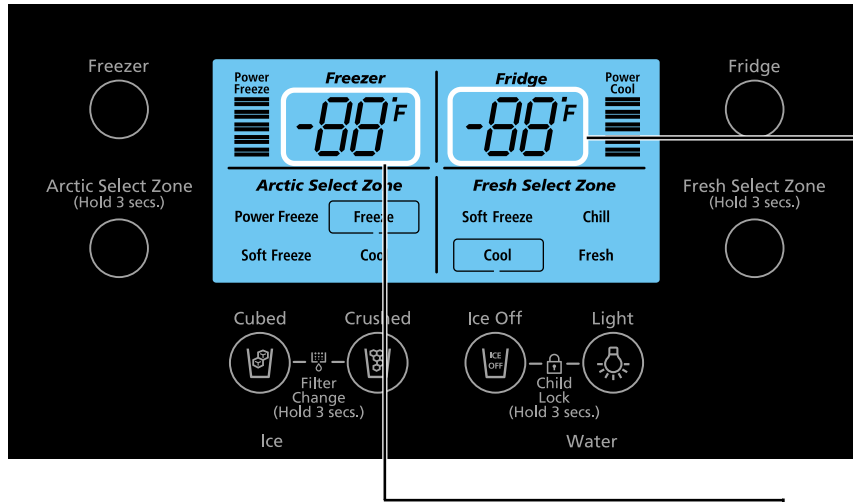 Freezer
Fridge
Power
Freeze
Freezer
Fridge
Power
Cool
-88°F
-88°F
Arctic Select Zone
(Hold 3 secs.)
Arctic Select Zone
Fresh Select Zone
Fresh Select Zone
(Hold 3 secs.)
Power Freeze
Freeze
Soft Freeze
Chill
Soft Freeze
Cool
Cool
Fresh
Cubed
Crushed
Ice Off
Light
ICE
OFF
Filter
Change
(Hold 3 secs.)
Child
Lock
(Hold 3 secs.)
Ice
Water